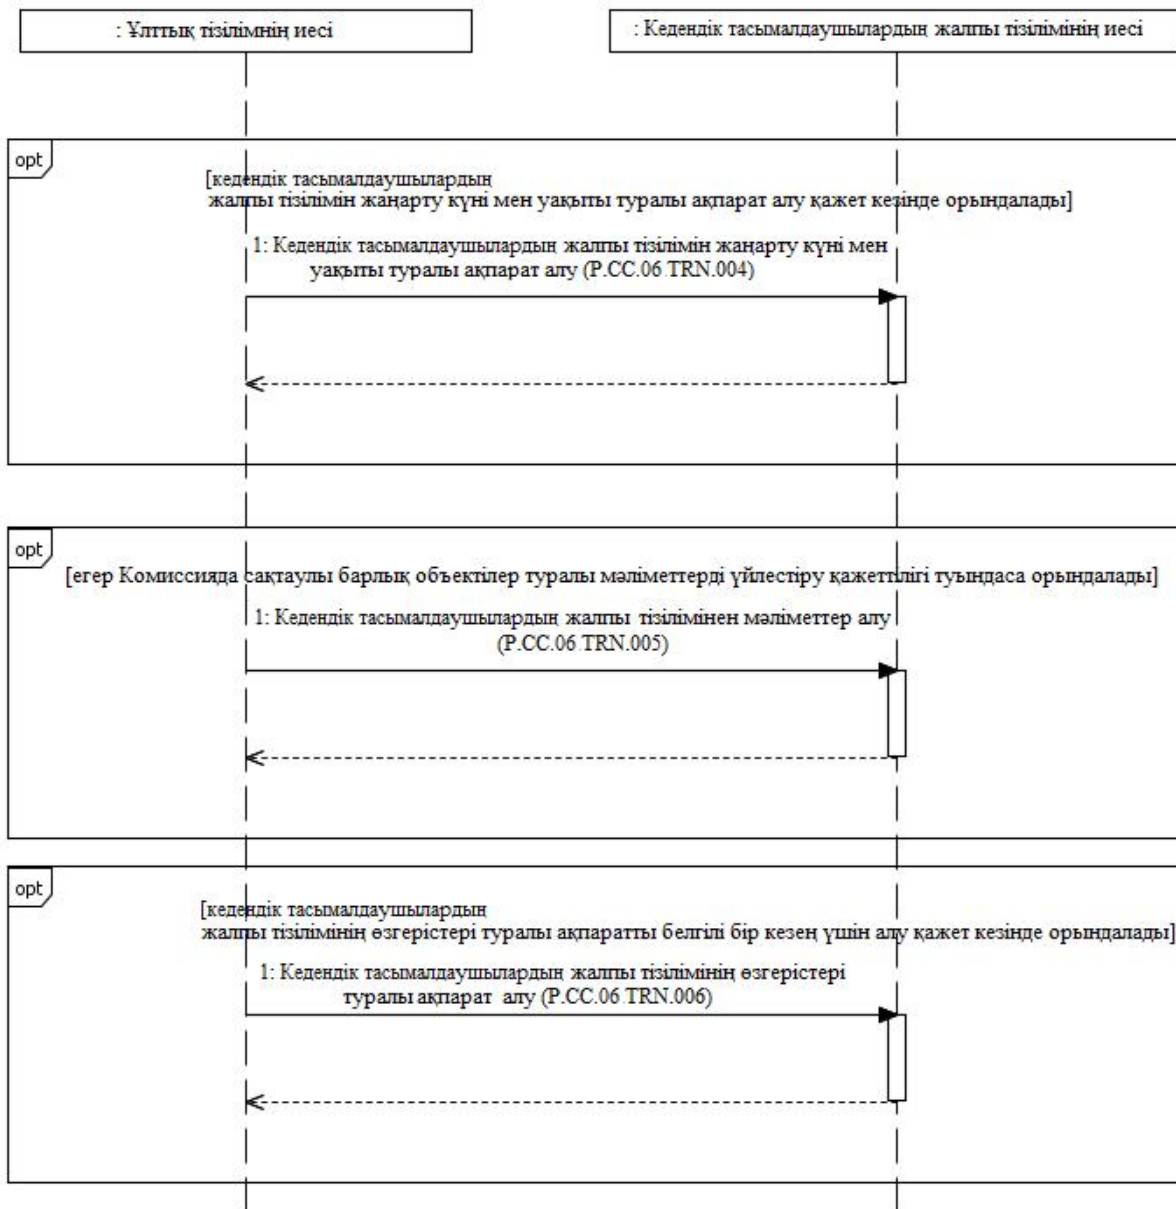 : Ұлттық тізілімнің иесі
: Кедендік тасымалдаушылардың жалпы тізілімінің иесі
opt
[кедендік тасымалдаушылардың
жалпы тізілімін жаңарту күні мен уақыты туралы ақпарат алу қажет кезінде орындалады]
1: Кедендік тасымалдаушылардың жалпы тізілімін жаңарту күні мен
уақыты туралы ақпарат алу (P.CC.06.TRN.004)
opt
[егер Комиссияда сақтаулы барлық объектілер туралы мәліметтерді үйлестіру қажеттілігі туындаса орындалады]
1: Кедендік тасымалдаушылардың жалпы тізілімінен мәліметтер алу
(P.CC.06.TRN.005)
opt
[кедендік тасымалдаушылардың
жалпы тізілімінің өзгерістері туралы ақпаратты белгілі бір кезең үшін алу қажет кезінде орындалады]
1: Кедендік тасымалдаушылардың жалпы тізілімінің өзгерістері
туралы ақпарат алу (P.CC.06.TRN.006)